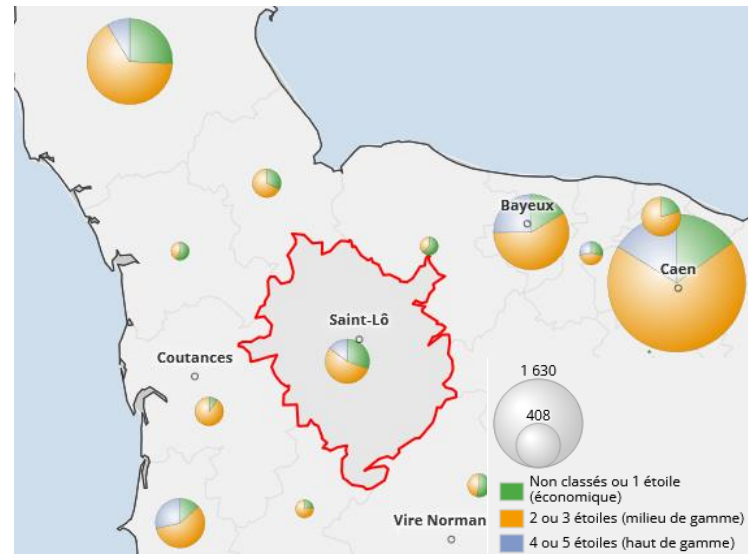 Bayeux
Caen
Saint-Lô
Coutances
Vire Norman
1 630
408
Non classés ou 1 étoile
(économique)
2 ou 3 étoiles (milieu de gamme)
4 ou 5 étoiles (haut de gamme)